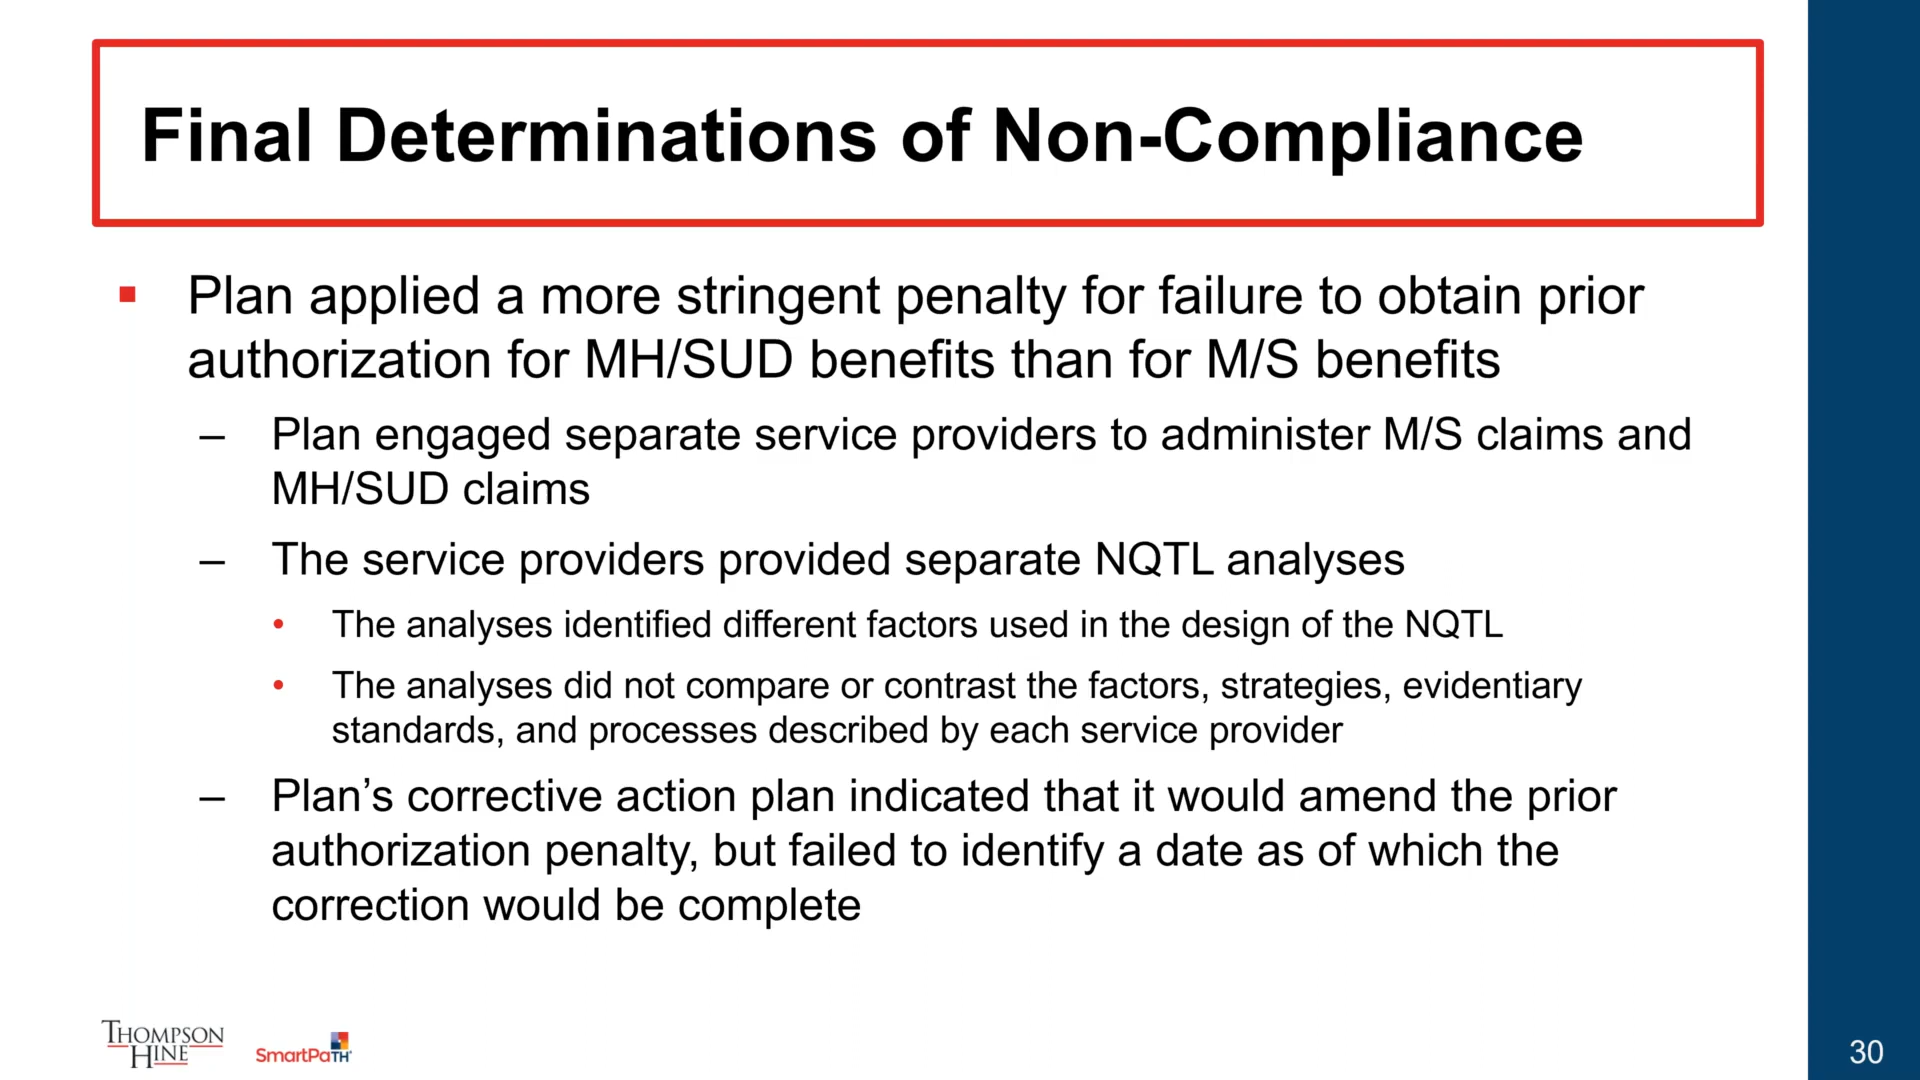 Final Determinations of Non-Compliance
▪ Plan applied a more stringent penalty for failure to obtain prior
authorization for MH/SUD benefits than for M/S benefits
– Plan engaged separate service providers to administer M/S claims and
MH/SUD claims
– The service providers provided separate NQTL analyses
• The analyses identified different factors used in the design of the NQTL
• The analyses did not compare or contrast the factors, strategies, evidentiary
standards, and processes described by each service provider
– Plan’s corrective action plan indicated that it would amend the prior
authorization penalty, but failed to identify a date as of which the
correction would be complete
THOMPSON
HINE
SmartPaTH
30